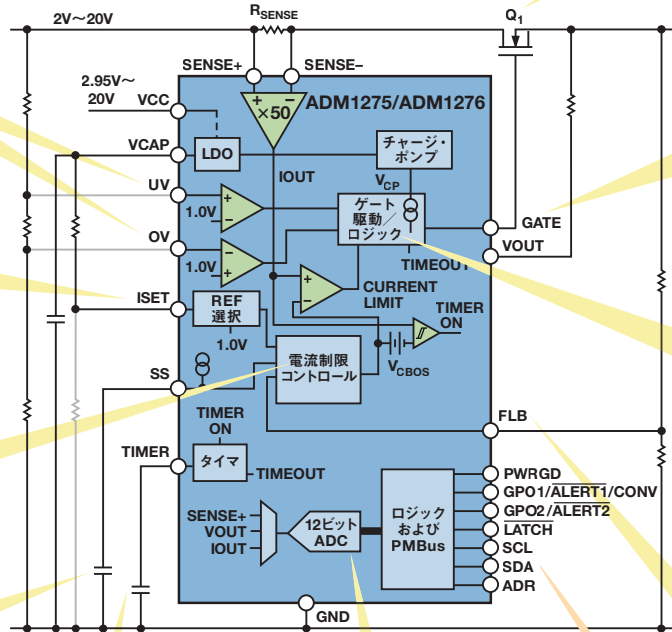 2V～20V
RSENSE
Q1
SENSE+
SENSE−
2.95V～
20V
VCC
+
−
×50
ADM1275/ADM1276
VCAP
LDO
チャージ・
ポンプ
IOUT
VCP
UV
1.0V
+
−
ゲート
駆動／
ロジック
GATE
VOUT
OV
−
+
1.0V
TIMEOUT
+
−
CURRENT
LIMIT
ISET
REF
選択
1.0V
TIMER
ON
電流制限
コントロール
VCBOS
SS
FLB
TIMER
ON
TIMER
タイマ
TIMEOUT
PWRGD
GPO1/ALERT1/CONV
GPO2/ALERT2
LATCH
SCL
SDA
ADR
SENSE+
VOUT
IOUT
12ビット
ADC
ロジック
および
PMBus
GND